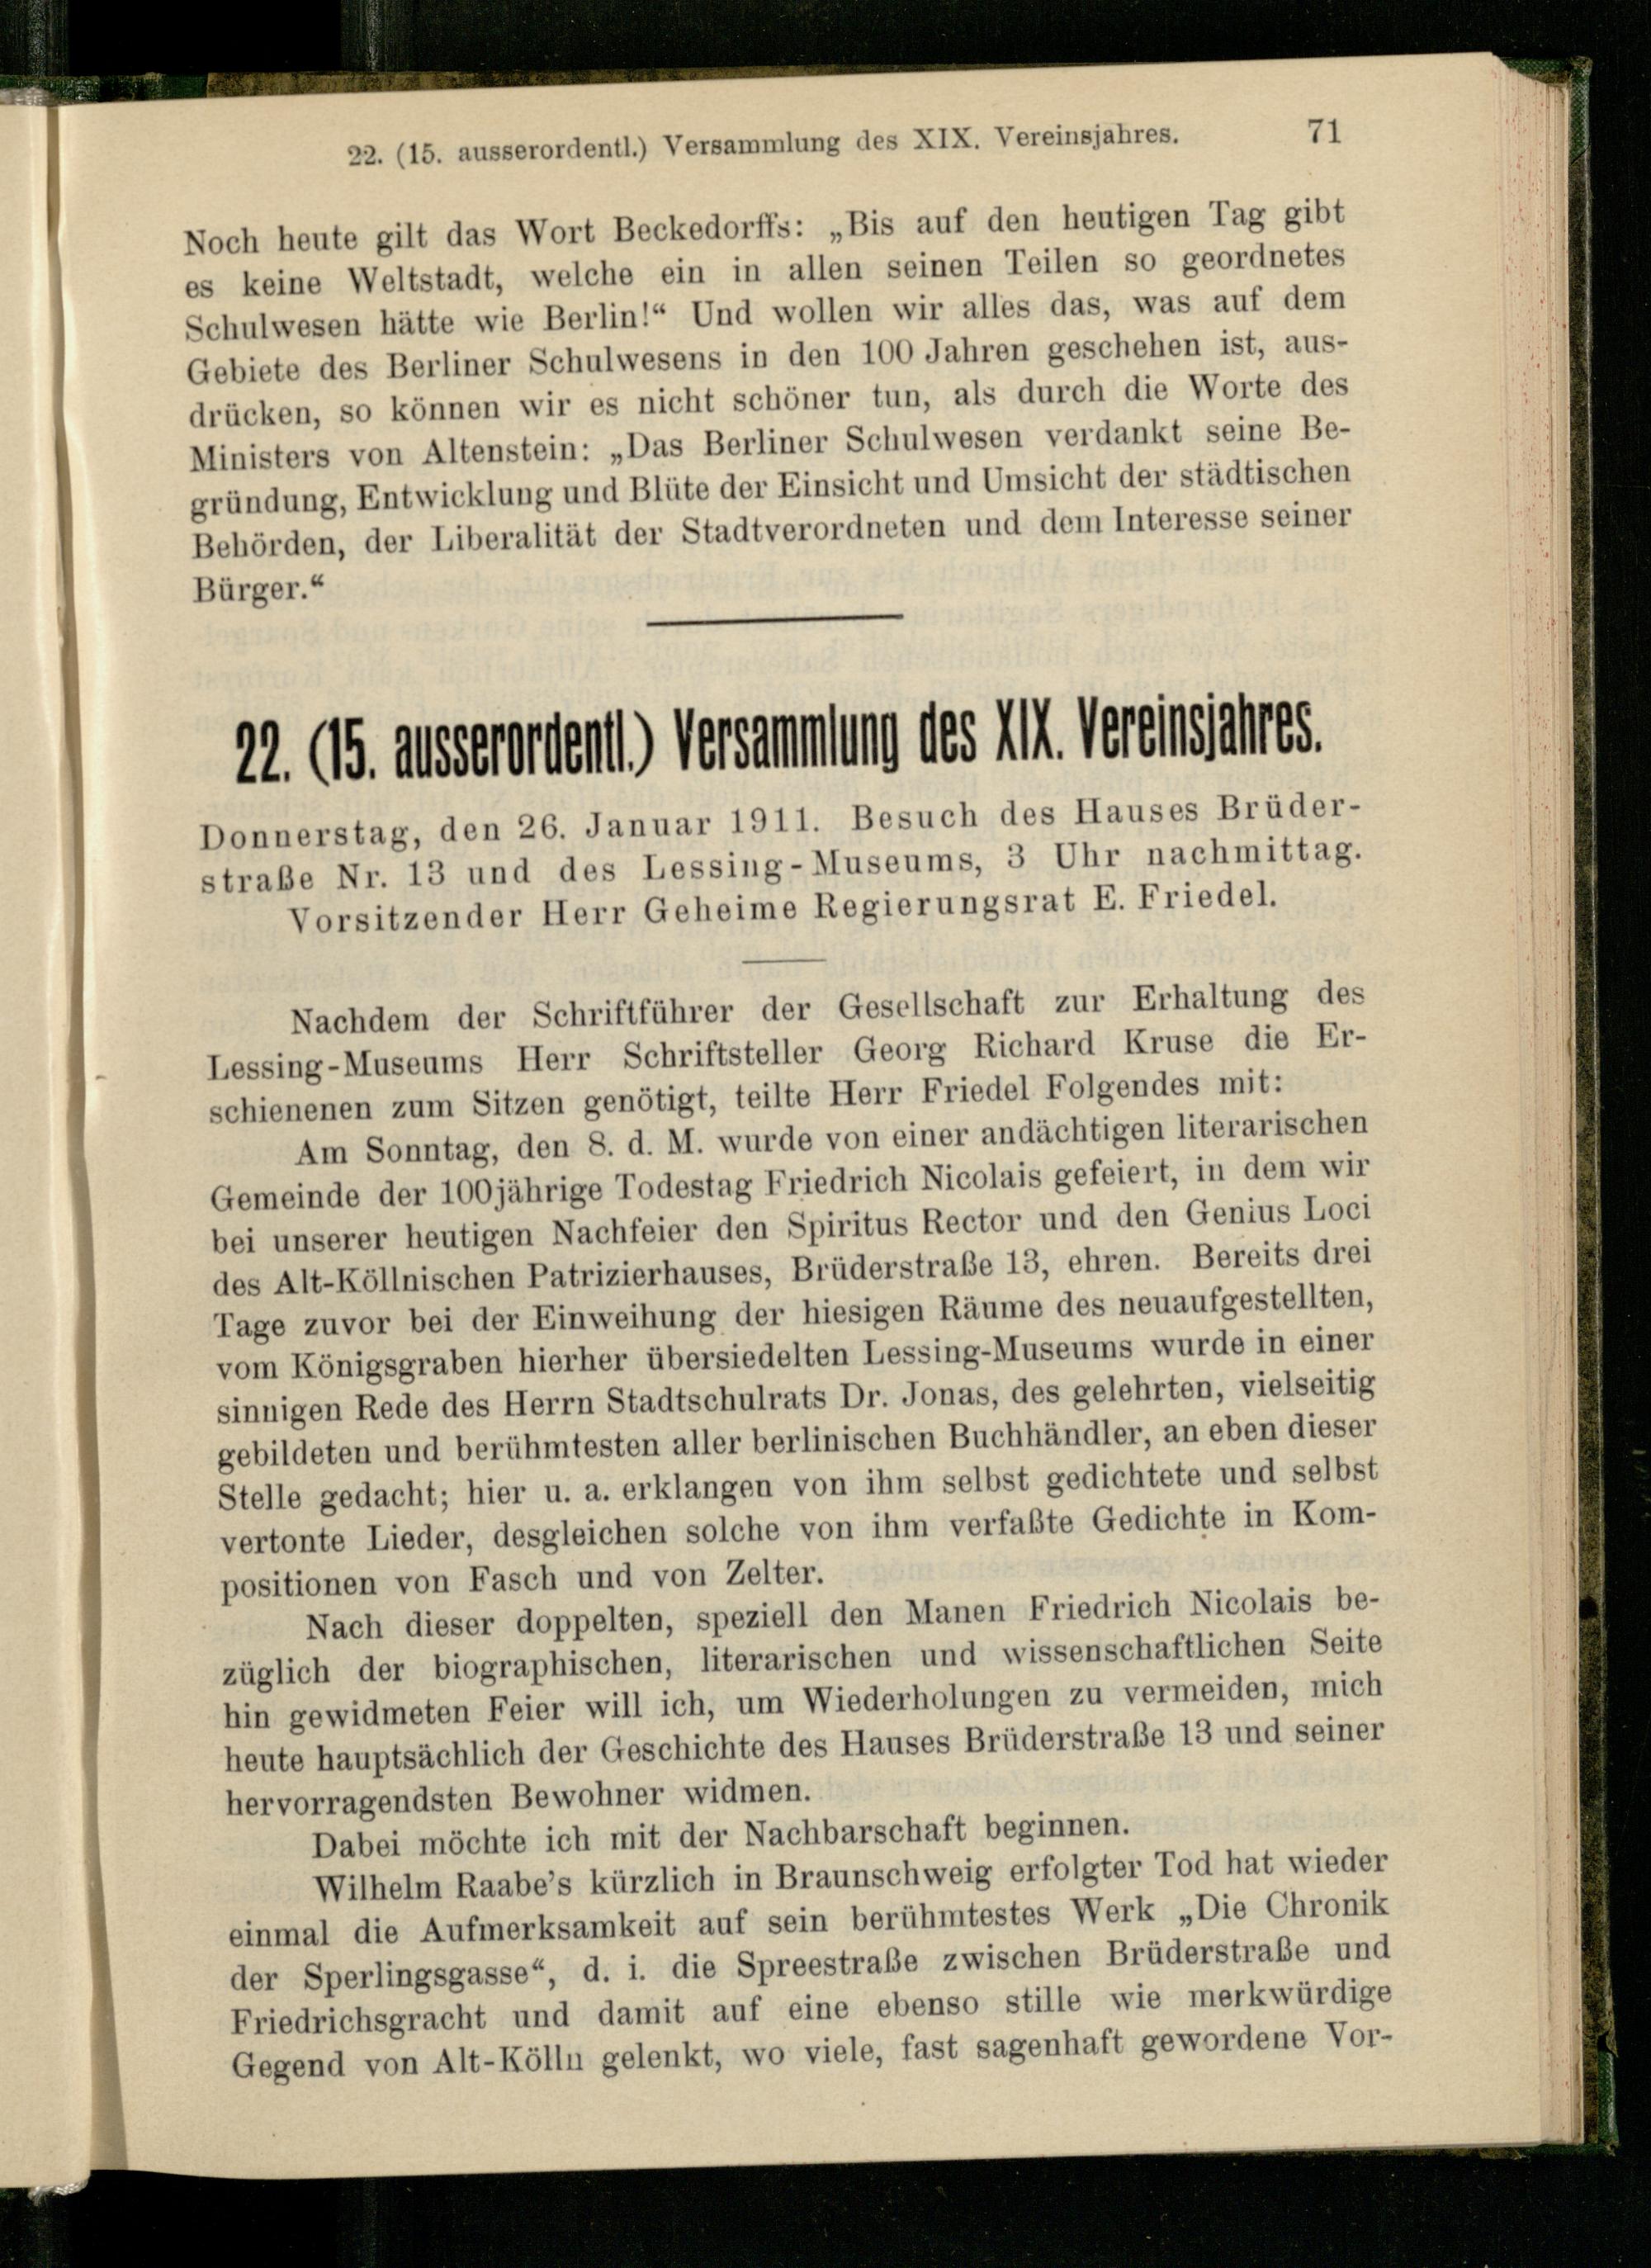 22. (15. ausserordentl.) Versammlung des XIX. Vereinsjahres. 71
Noch heute gilt das Wort Beckedorffs: „Bis auf den heutigen Tag gibt
es keine Weltstadt, welche ein in allen seinen Teilen so geordnetes
Schulwesen hätte wie Berlin!“ Und wollen wir alles das, was auf dem
Gebiete des Berliner Schulwesens in den 100 Jahren geschehen ist, aus-
drücken, so können wir es nicht schöner tun, als durch die Worte des
Ministers von Altenstein: „Das Berliner Schulwesen verdankt seine Be-
gründung, Entwicklung und Blüte der Einsicht und Umsicht der städtischen
Behörden, der Liberalität der Stadtverordneten und dem Interesse seiner
Bürger.“
22. (15. ausserordentl.) Versammlung des XIX. Vereinsjahres.
Donnerstag, den 26. Januar 1911. Besuch des Hauses Brüder-
straße Nr. 13 und des Lessing-Museums, 3 Uhr nachmittag.
Vorsitzender Herr Geheime Regierungsrat E. Friedel.
Nachdem der Schriftführer der Gesellschaft zur Erhaltung des
Lessing-Museums Herr Schriftsteller Georg Richard Kruse die Er-
schienenen zum Sitzen genötigt, teilte Herr Friedel Folgendes mit:
Am Sonntag, den 8. d. M. wurde von einer andächtigen literarischen
Gemeinde der 100jährige Todestag Friedrich Nicolais gefeiert, in dem wir
bei unserer heutigen Nachfeier den Spiritus Rector und den Genius Loci
des Alt-Köllnischen Patrizierhauses, Brüderstraße 13, ehren. Bereits drei
Tage zuvor bei der Einweihung der hiesigen Räume des neuaufgestellten,
vom Königsgraben hierher übersiedelten Lessing-Museums wurde in einer
sinnigen Rede des Herrn Stadtschulrats Dr. Jonas, des gelehrten, vielseitig
gebildeten und berühmtesten aller berlinischen Buchhändler, an eben dieser
Stelle gedacht; hier u. a. erklangen von ihm selbst gedichtete und selbst
vertonte Lieder, desgleichen solche von ihm verfaßte Gedichte in Kom-
positionen von Fasch und von Zelter.
Nach dieser doppelten, speziell den Manen Friedrich Nicolais be-
züglich der biographischen, literarischen und wissenschaftlichen Seite
hin gewidmeten Feier will ich, um Wiederholungen zu vermeiden, mich
heute hauptsächlich der Geschichte des Hauses Brüderstraße 13 und seiner
hervorragendsten Bewohner widmen.
Dabei möchte ich mit der Nachbarschaft beginnen.
Wilhelm Raabe's kürzlich in Braunschweig erfolgter Tod hat wieder
einmal die Aufmerksamkeit auf sein berühmtestes Werk „Die Chronik
der Sperlingsgasse“, d. i. die Spreestraße zwischen Brüderstraße und
Friedrichsgracht und damit auf eine ebenso stille wie merkwürdige
Gegend von Alt-Kölln gelenkt, wo viele, fast sagenhaft gewordene Vor-